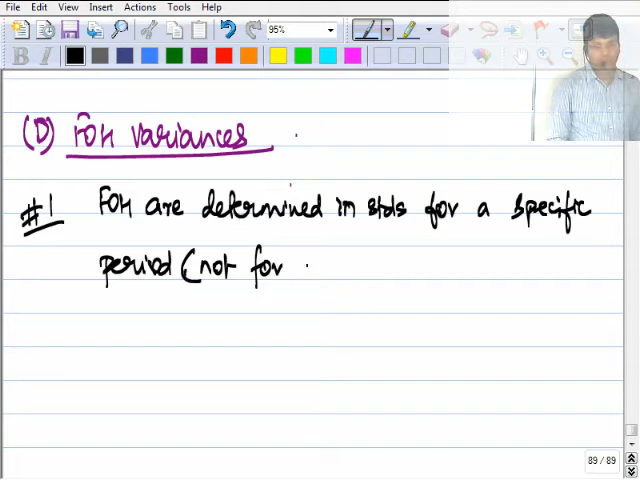 File Edit View Insert Actions Tools Help
95%
B I
(D) FOH variances
#1 FOH are determined in stds for a specific
period (not for
89 / 89